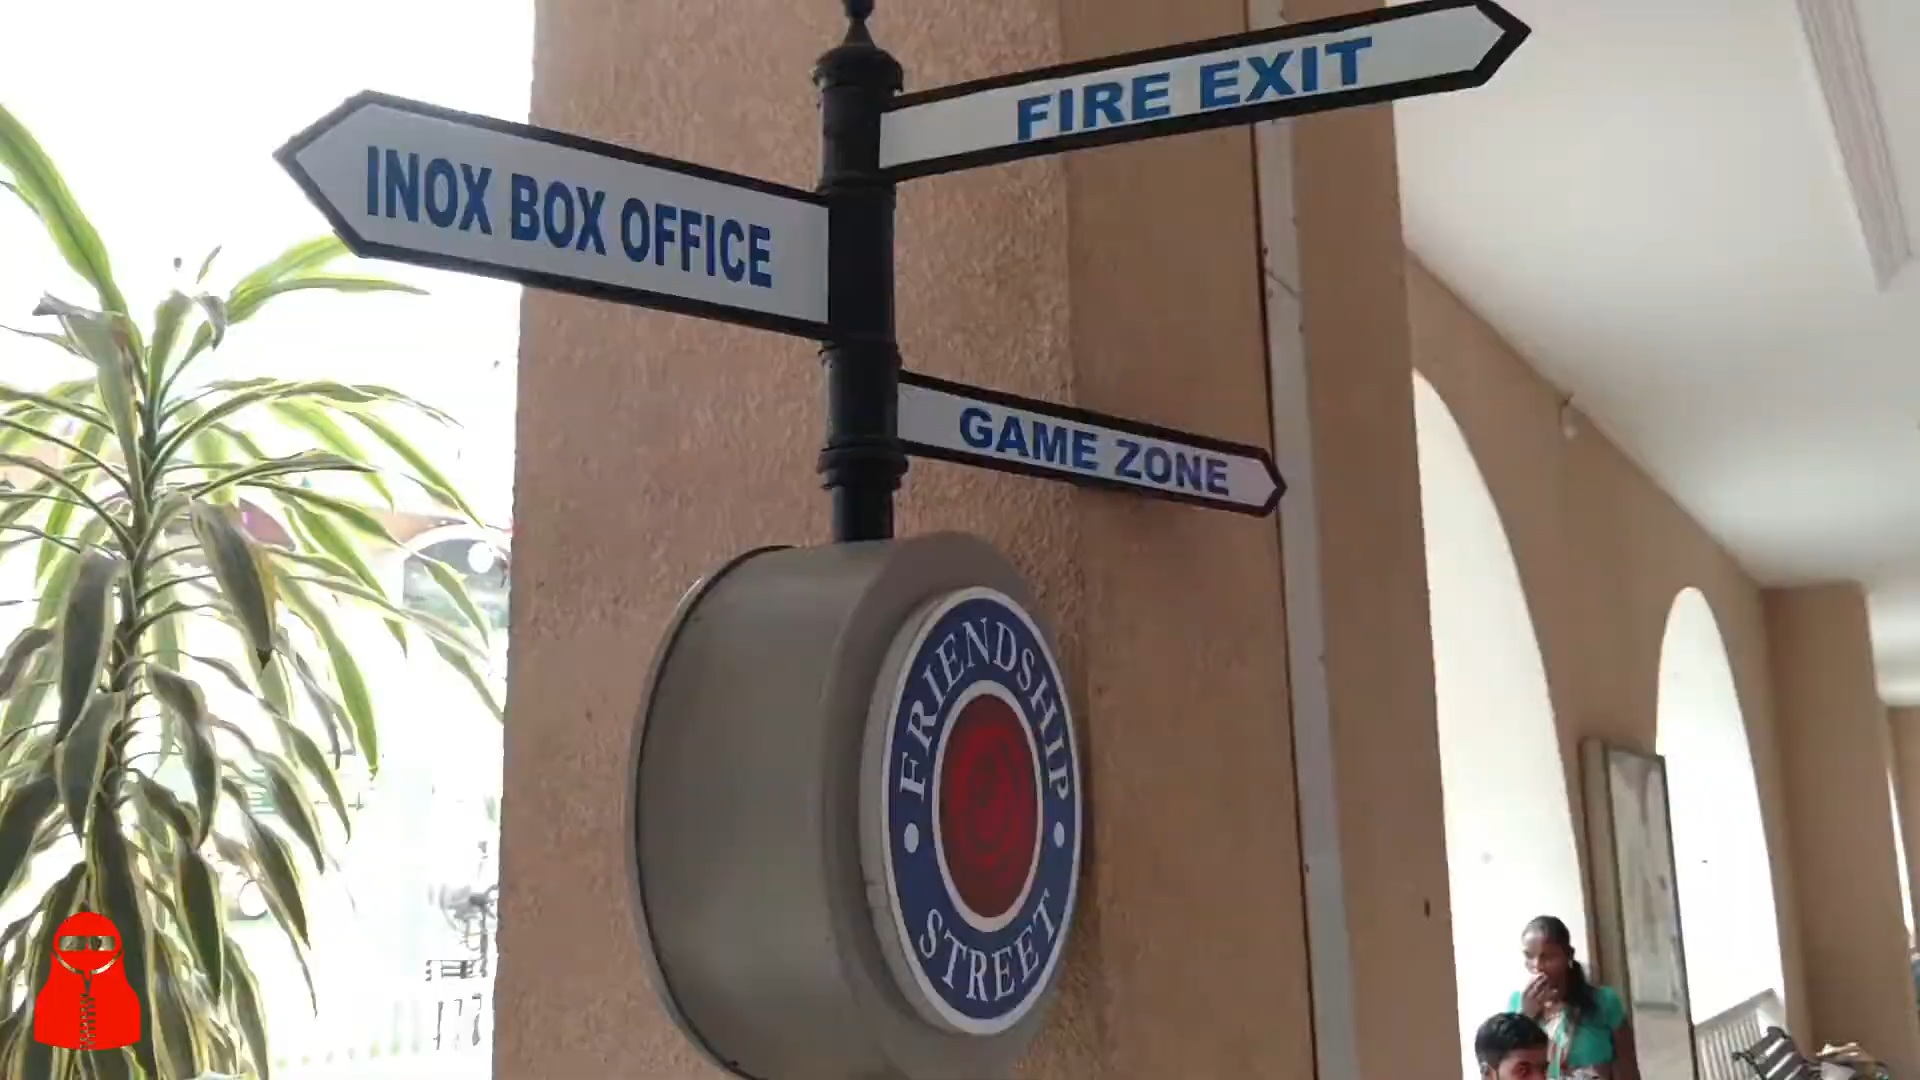 FIRE EXIT
INOX BOX OFFICE
GAME ZONE
FRIENDSHIP
STREET